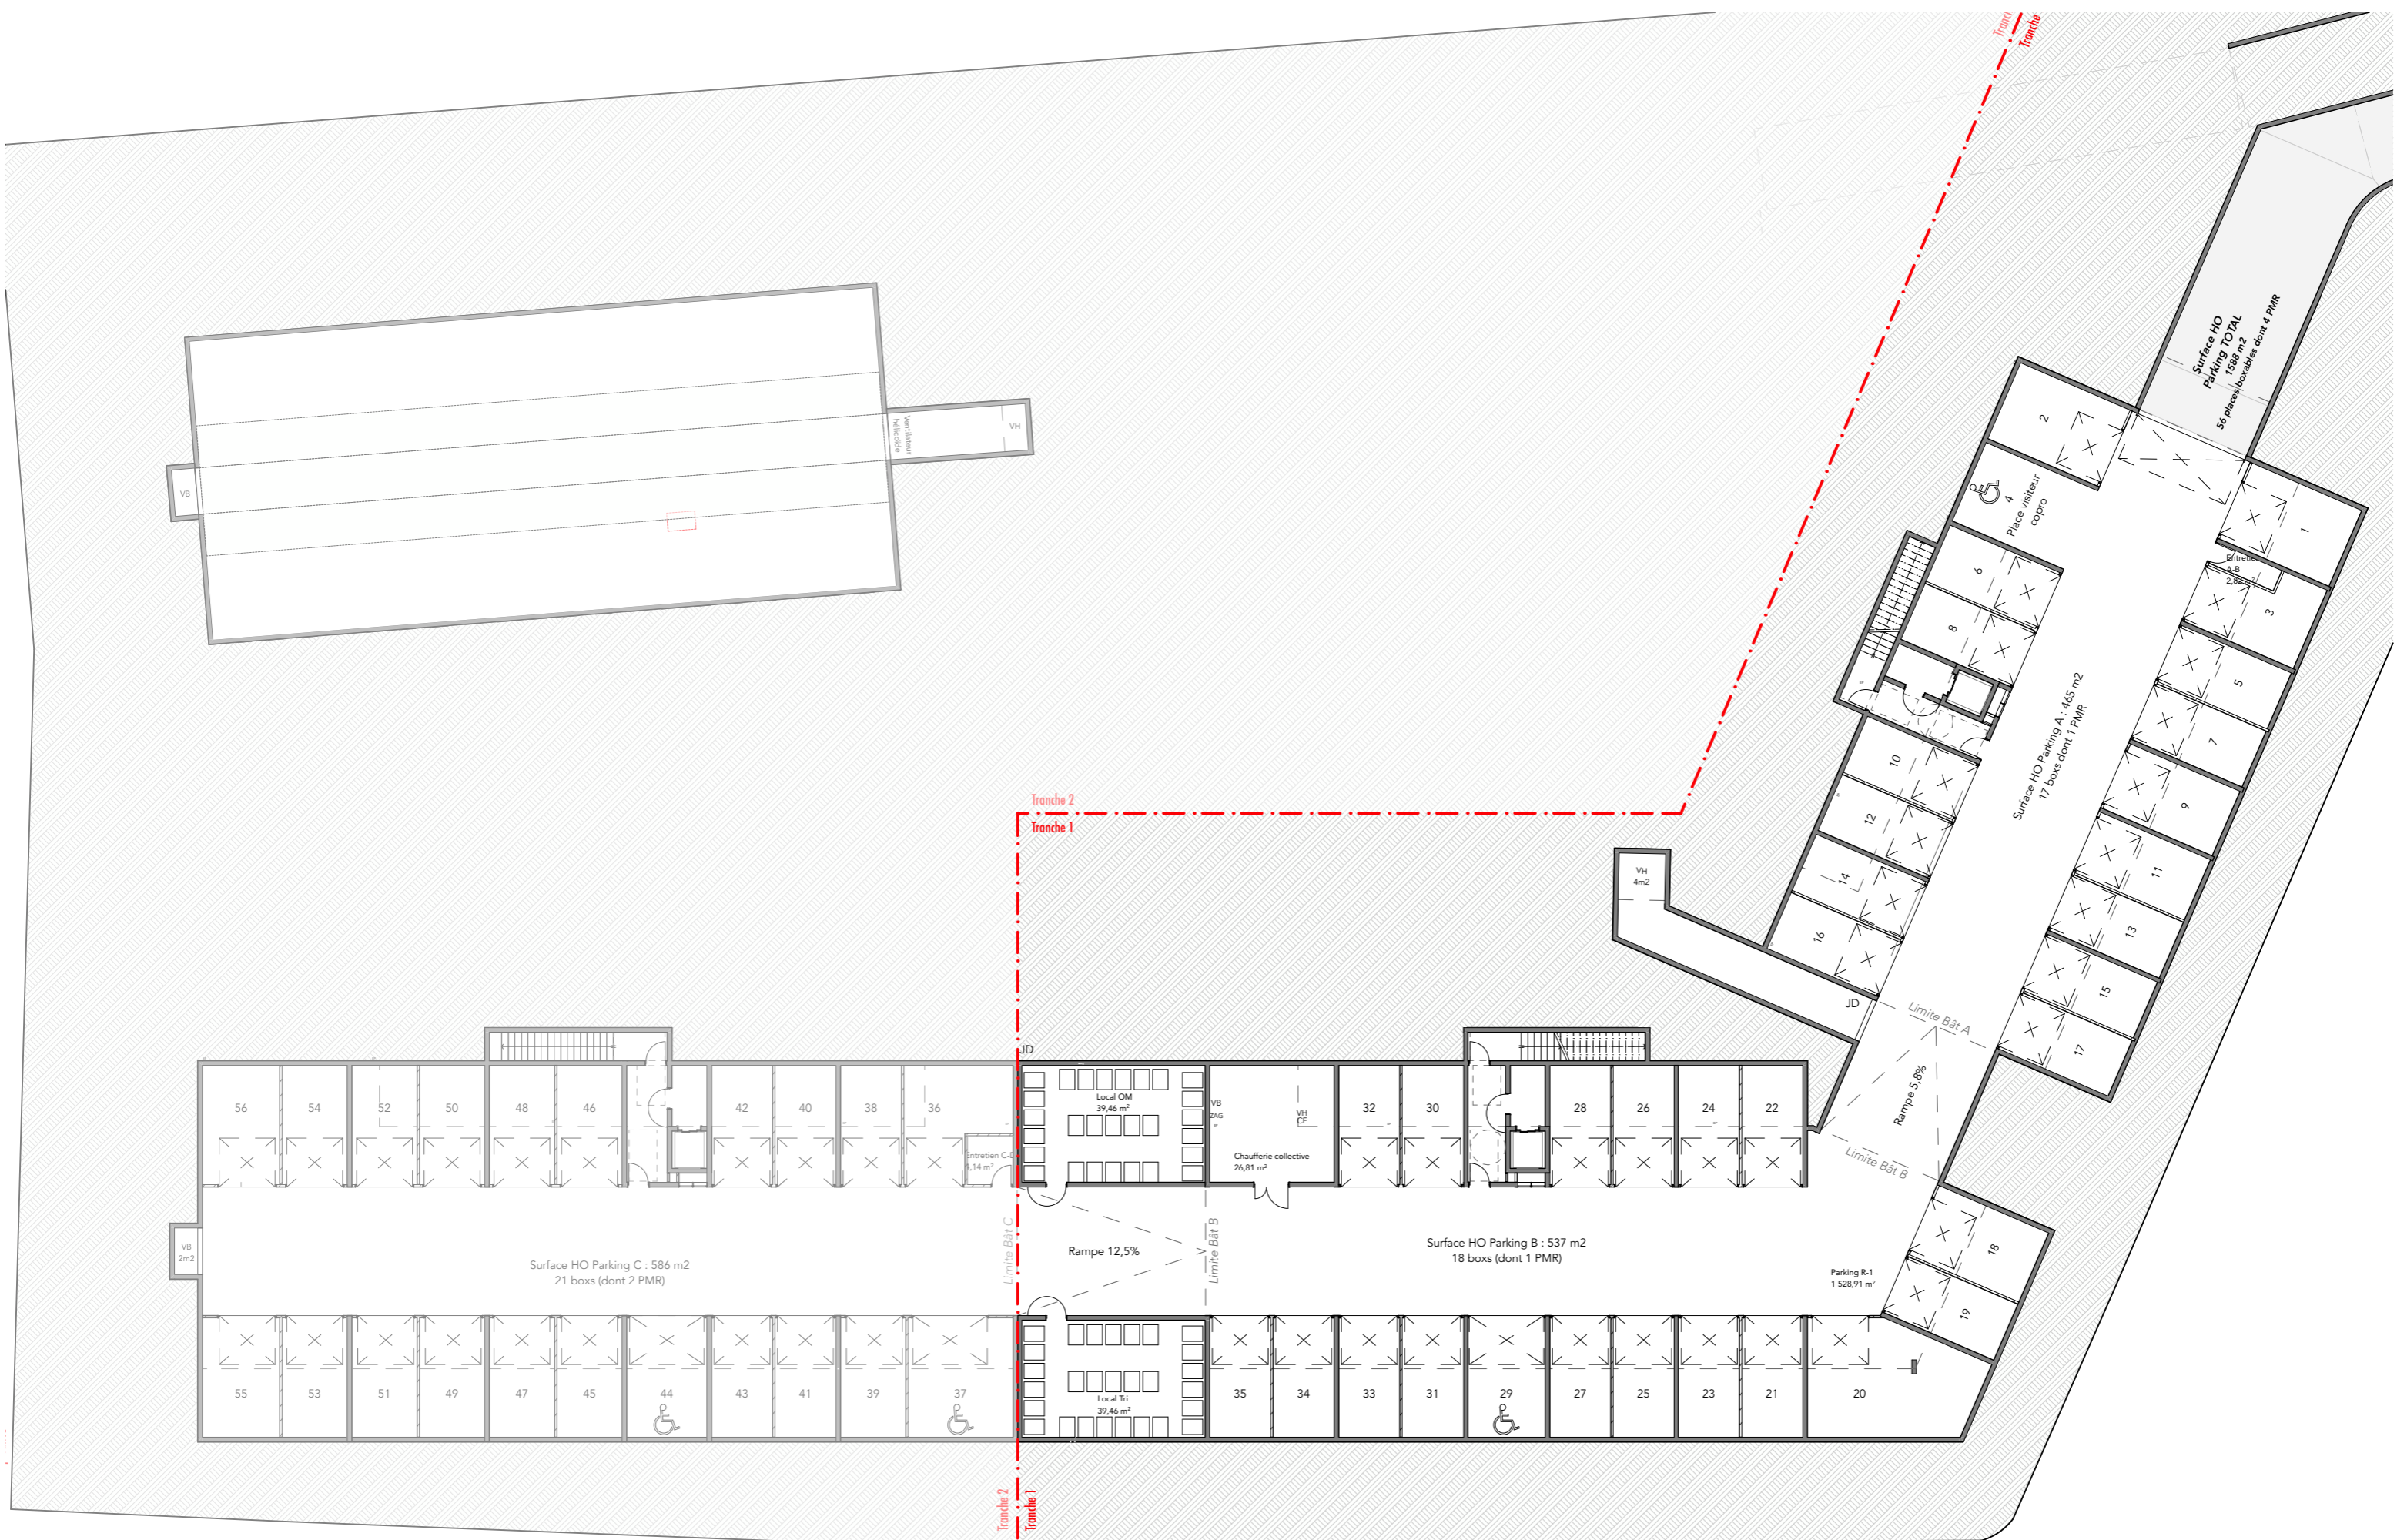 Tranche
Surface HO
Parking TOTAL
1588 m2
56 places boxables dont 4 PMR
2
4
Place visiteur
copro
1
Entretie
A-B
2,82 m²
6
3
8
5
7
Surface HO Parking A : 465 m2
17 boxs dont 1 PMR
10
9
12
11
14
13
16
15
17
VB
Ventilateur
hélicoïde
VH
Tranche 2
Tranche 1
VH
4m2
JD
Limite Bât A
Rampe 5,8%
Limite Bât B
JD
56
54
52
50
48
46
42
40
38
36
Entretien C-D
Local OM
39,46 m²
VB
ZAG
VH
CF
Chaufferie collective
26,81 m²
32
30
28
26
24
22
VB
2m2
Surface HO Parking C : 586 m2
21 boxs (dont 2 PMR)
Limite Bât C
Rampe 12,5%
Limite Bât B
Surface HO Parking B : 537 m2
18 boxs (dont 1 PMR)
Parking R-1
1 528,91 m²
18
19
55
53
51
49
47
45
44
43
41
39
37
Local Tri
39,46 m²
35
34
33
31
29
27
25
23
21
20
Tranche 2
Tranche 1